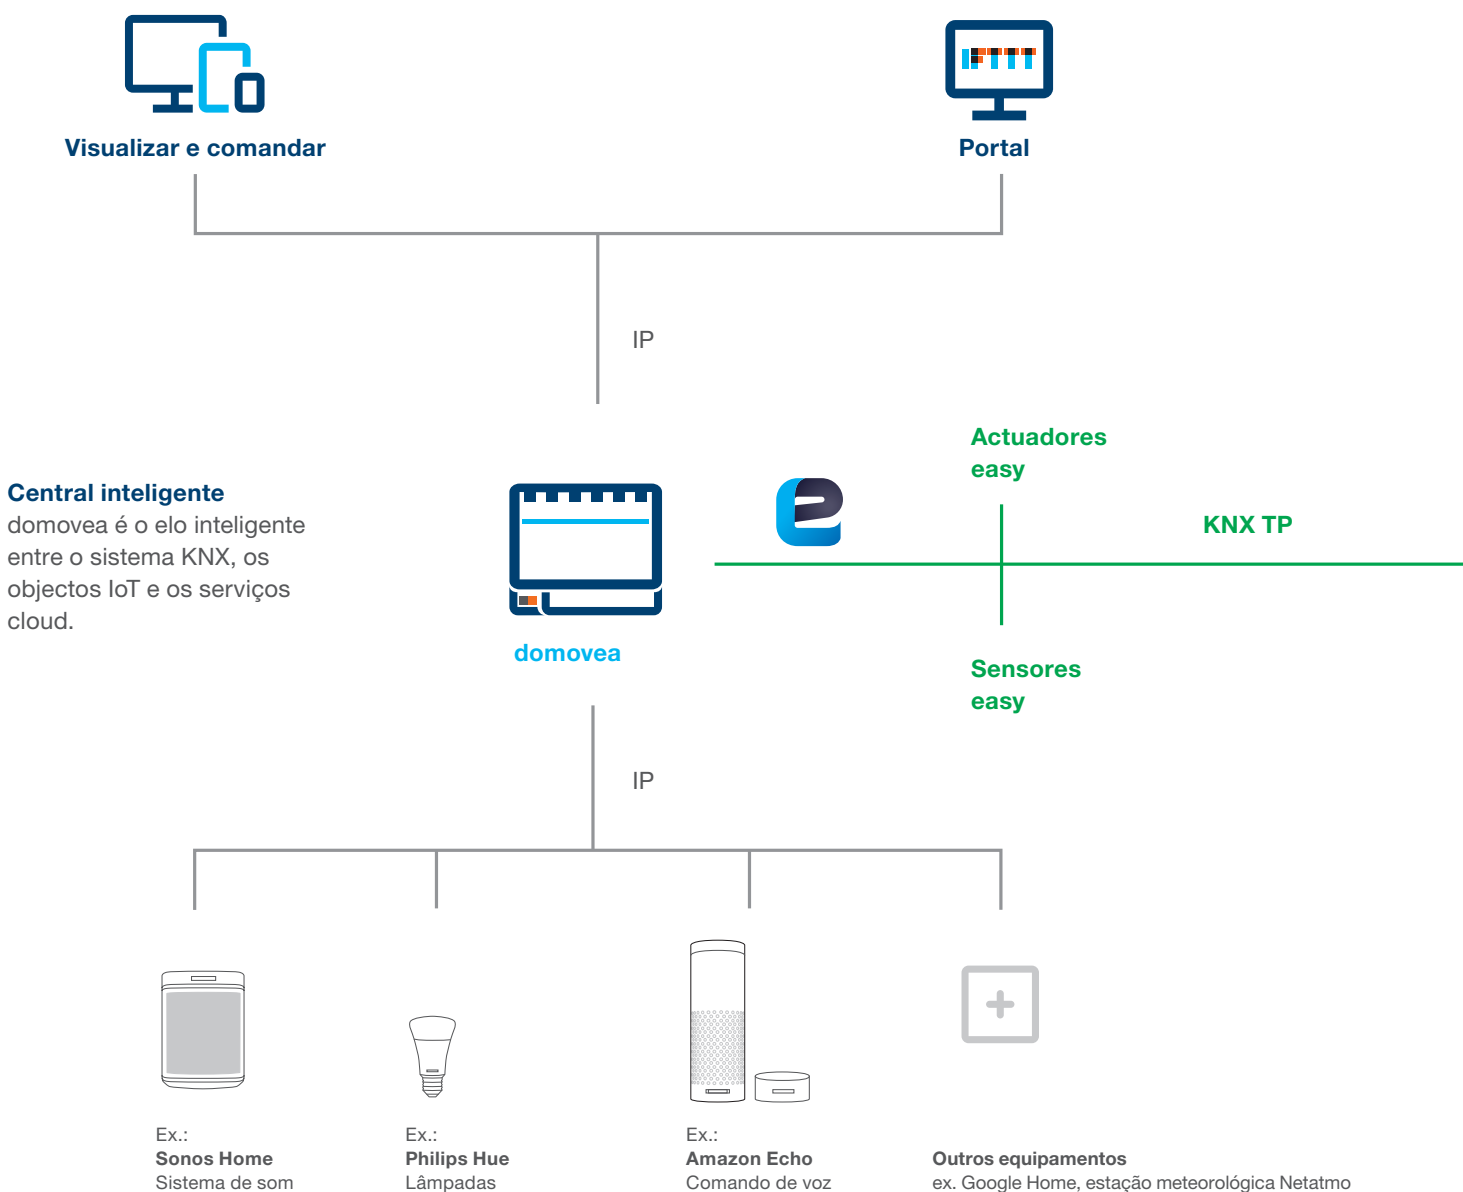 IFTTT
Visualizar e comandar
Portal
IP
Actuadores
easy
Central inteligente
domovea é o elo inteligente
entre o sistema KNX, os
objectos IoT e os serviços
cloud.
KNX TP
domovea
Sensores
easy
IP
Ex.:
Sonos Home
Sistema de som
Ex.:
Philips Hue
Lâmpadas
Ex.:
Amazon Echo
Comando de voz
Outros equipamentos
ex. Google Home, estação meteorológica Netatmo